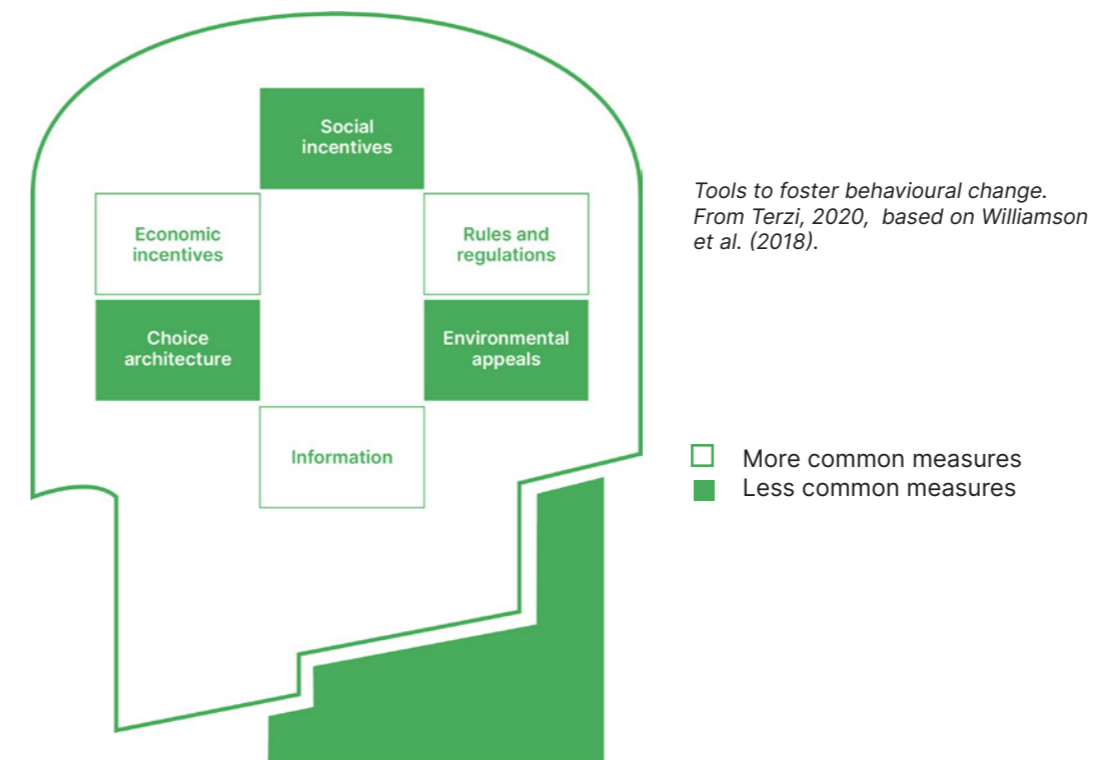 Social
incentives
Economic
incentives
Rules and
regulations
Choice
architecture
Environmental
appeals
Information
Tools to foster behavioural change.
From Terzi, 2020, based on Williamson
et al. (2018).
More common measures
Less common measures